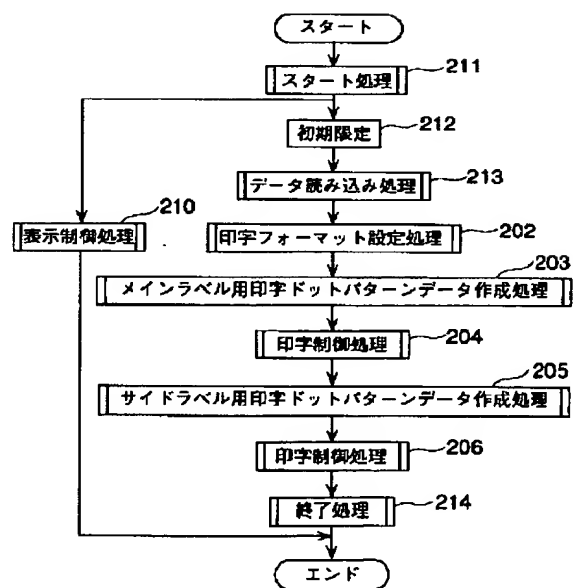 スタート
スタート処理 211
初期限定 212
データ読み込み処理 213
表示制御処理 210
印字フォーマット設定処理 202
メインラベル用印字ドットパターンデータ作成処理 203
印字制御処理 204
サイドラベル用印字ドットパターンデータ作成処理 205
印字制御処理 206
終了処理 214
エンド